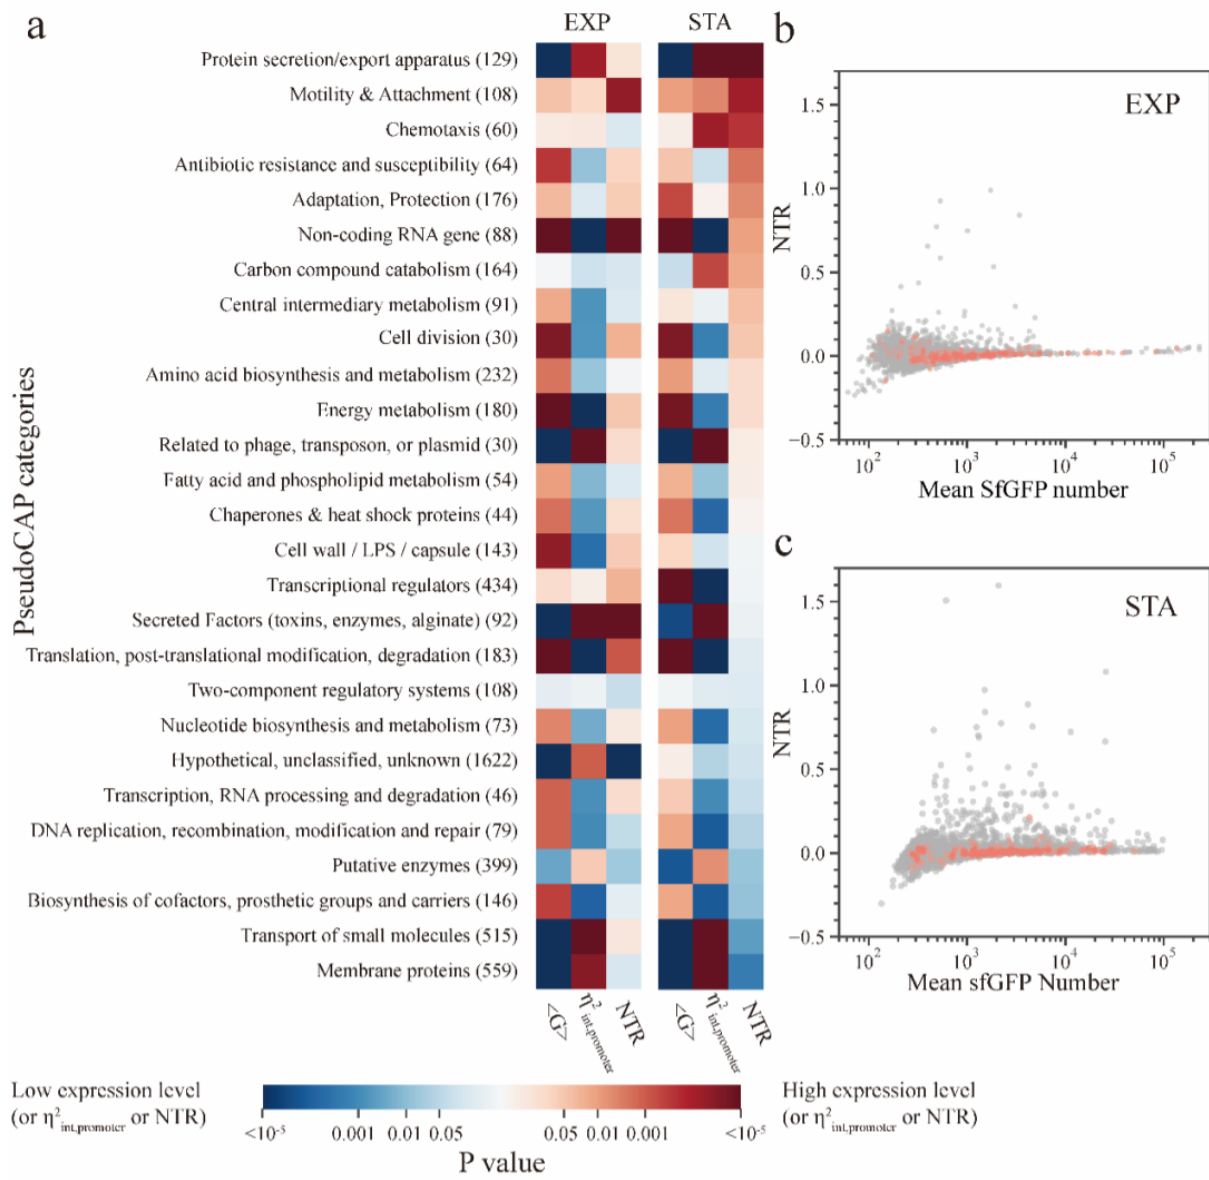 a
EXP
STA
PseudoCAP categories
Protein secretion/export apparatus (129)
Motility & Attachment (108)
Chemotaxis (60)
Antibiotic resistance and susceptibility (64)
Adaptation, Protection (176)
Non-coding RNA gene (88)
Carbon compound catabolism (164)
Central intermediary metabolism (91)
Cell division (30)
Amino acid biosynthesis and metabolism (232)
Energy metabolism (180)
Related to phage, transposon, or plasmid (30)
Fatty acid and phospholipid metabolism (54)
Chaperones & heat shock proteins (44)
Cell wall / LPS / capsule (143)
Transcriptional regulators (434)
Secreted Factors (toxins, enzymes, alginate) (92)
Translation, post-translational modification, degradation (183)
Two-component regulatory systems (108)
Nucleotide biosynthesis and metabolism (73)
Hypothetical, unclassified, unknown (1622)
Transcription, RNA processing and degradation (46)
DNA replication, recombination, modification and repair (79)
Putative enzymes (399)
Biosynthesis of cofactors, prosthetic groups and carriers (146)
Transport of small molecules (515)
Membrane proteins (559)
<G> η²int,promoter NTR <G> η²int,promoter NTR
Low expression level
(or η²int,promoter or NTR)
<10⁻⁵ 0.001 0.01 0.05 0.05 0.01 0.001 <10⁻⁵
P value
High expression level
(or η²int,promoter or NTR)
b
EXP
NTR
1.5
1.0
0.5
0.0
−0.5
10² 10³ 10⁴ 10⁵
Mean SfGFP number
c
STA
NTR
1.5
1.0
0.5
0.0
−0.5
10² 10³ 10⁴ 10⁵
Mean sfGFP Number